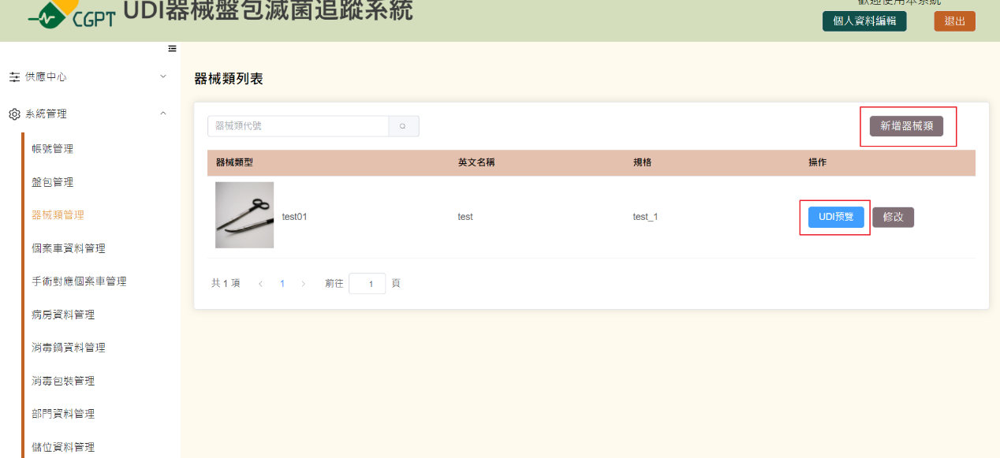 歡迎使用本系統
CGPT
UDI器械盤包滅菌追蹤系統
個人資料編輯
退出
供應中心
系統管理
帳號管理
盤包管理
器械類管理
個案車資料管理
手術對應個案車管理
病房資料管理
消毒鍋資料管理
消毒包裝管理
部門資料管理
儲位資料管理
器械類列表
器械類代號
新增器械類
器械類型 英文名稱 規格 操作
test01 test test_1 UDI預覽 修改
共 1 項 1 前往 1 頁